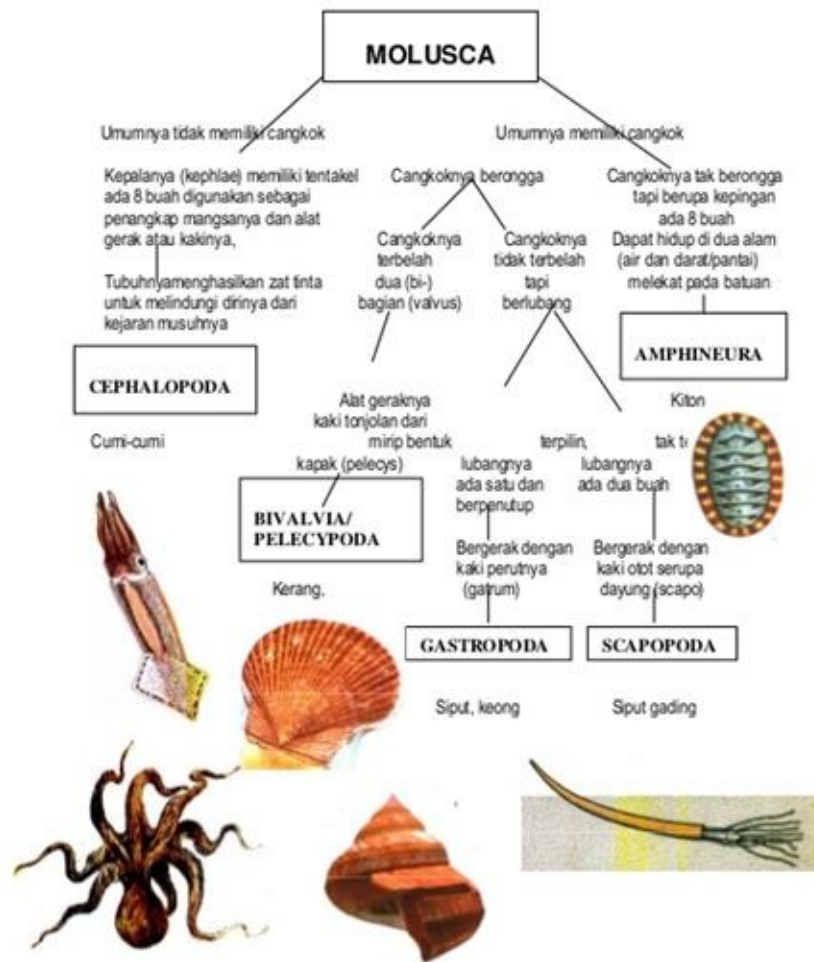 MOLUSCA
Umumnya tidak memiliki cangkok
Umumnya memiliki cangkok
Kepalanya (kephlae) memiliki tentakel
ada 8 buah digunakan sebagai
penangkap mangsanya dan alat
gerak atau kakinya,
Tubuhnyamenghasilkan zat tinta
untuk melindungi dirinya dari
kejaran musuhnya
CEPHALOPODA
Cumi-cumi
Cangkoknya berongga
Cangkoknya
terbelah
dua (bi-)
bagian (valvus)
Alat geraknya
kaki tonjolan dari
mirip bentuk
kapak (pelecys)
BIVALVIA/
PELECYPODA
Kerang,
Cangkoknya
tidak terbelah
tapi
berlubang
terpilin,
lubangnya
ada satu dan
berpenutup
Bergerak dengan
kaki perutnya
(gatrum)
GASTROPODA
Siput, keong
tak
lubangnya
ada dua buah
Bergerak dengan
kaki otot serupa
dayung (scapo)
SCAPOPODA
Siput gading
Cangkoknya tak berongga
tapi berupa kepingan
ada 8 buah
Dapat hidup di dua alam
(air dan darat/pantai)
melekat pada batuan
AMPHINEURA
Kiton